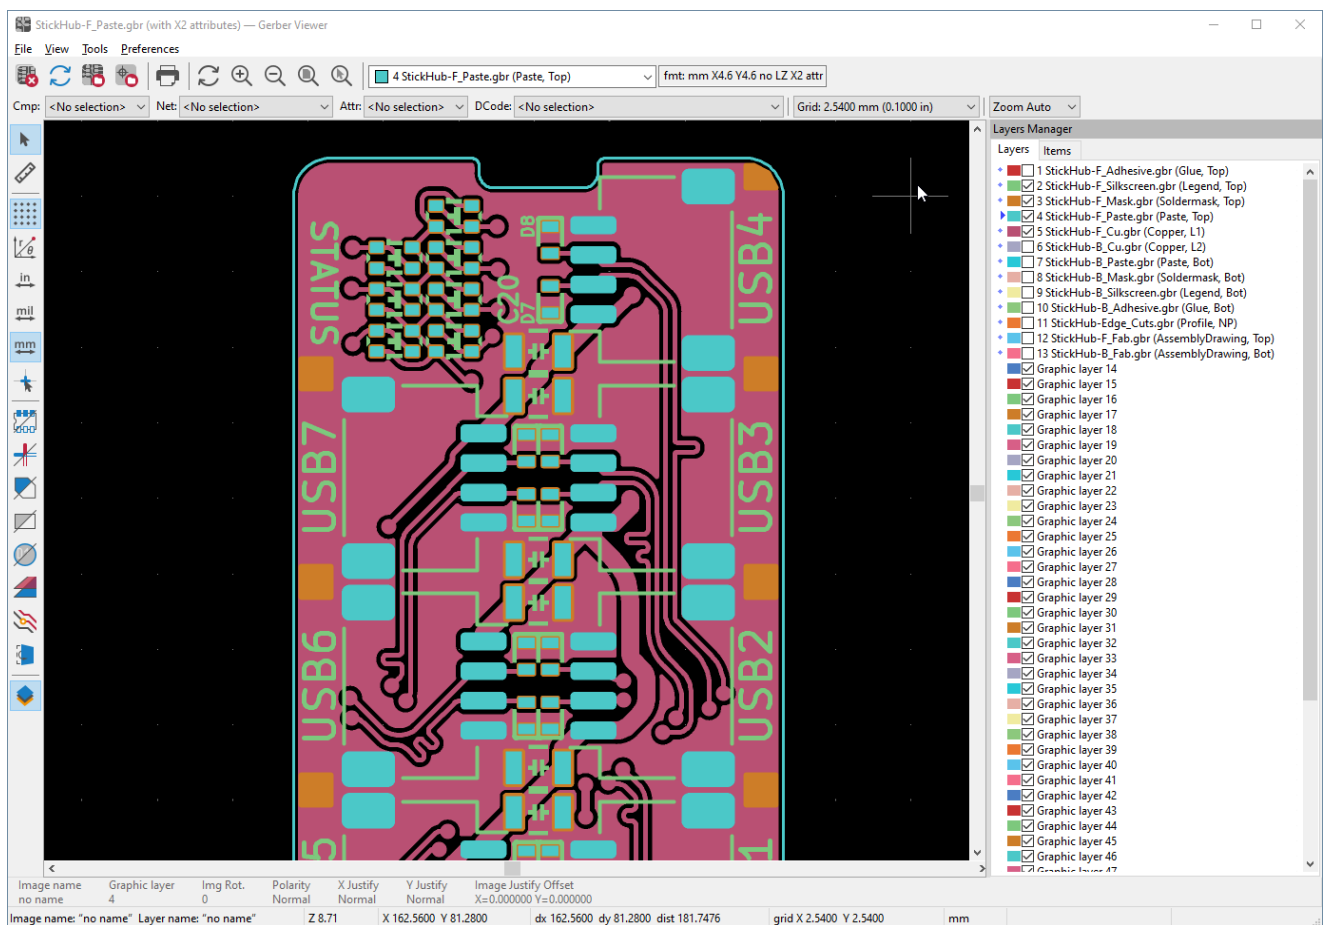 StickHub-F_Paste.gbr (with X2 attributes) — Gerber Viewer
File View Tools Preferences
4 StickHub-F_Paste.gbr (Paste, Top) fmt: mm X4.6 Y4.6 no LZ X2 attr
Cmp: <No selection> Net: <No selection> Attr: <No selection> DCode: <No selection> Grid: 2.5400 mm (0.1000 in) Zoom Auto
in
mil
mm
STATUS
D8
C20
D7
USB4
USB7
USB3
USB6
USB2
5
1
Layers Manager
Layers Items
1 StickHub-F_Adhesive.gbr (Glue, Top)
2 StickHub-F_Silkscreen.gbr (Legend, Top)
3 StickHub-F_Mask.gbr (Soldermask, Top)
4 StickHub-F_Paste.gbr (Paste, Top)
5 StickHub-F_Cu.gbr (Copper, L1)
6 StickHub-B_Cu.gbr (Copper, L2)
7 StickHub-B_Paste.gbr (Paste, Bot)
8 StickHub-B_Mask.gbr (Soldermask, Bot)
9 StickHub-B_Silkscreen.gbr (Legend, Bot)
10 StickHub-B_Adhesive.gbr (Glue, Bot)
11 StickHub-Edge_Cuts.gbr (Profile, NP)
12 StickHub-F_Fab.gbr (AssemblyDrawing, Top)
13 StickHub-B_Fab.gbr (AssemblyDrawing, Bot)
Graphic layer 14
Graphic layer 15
Graphic layer 16
Graphic layer 17
Graphic layer 18
Graphic layer 19
Graphic layer 20
Graphic layer 21
Graphic layer 22
Graphic layer 23
Graphic layer 24
Graphic layer 25
Graphic layer 26
Graphic layer 27
Graphic layer 28
Graphic layer 29
Graphic layer 30
Graphic layer 31
Graphic layer 32
Graphic layer 33
Graphic layer 34
Graphic layer 35
Graphic layer 36
Graphic layer 37
Graphic layer 38
Graphic layer 39
Graphic layer 40
Graphic layer 41
Graphic layer 42
Graphic layer 43
Graphic layer 44
Graphic layer 45
Graphic layer 46
Graphic layer 47
Image name Graphic layer Img Rot. Polarity X Justify Y Justify Image Justify Offset
no name 4 0 Normal Normal Normal X=0.000000 Y=0.000000
Image name: "no name" Layer name: "no name" Z 8.71 X 162.5600 Y 81.2800 dx 162.5600 dy 81.2800 dist 181.7476 grid X 2.5400 Y 2.5400 mm